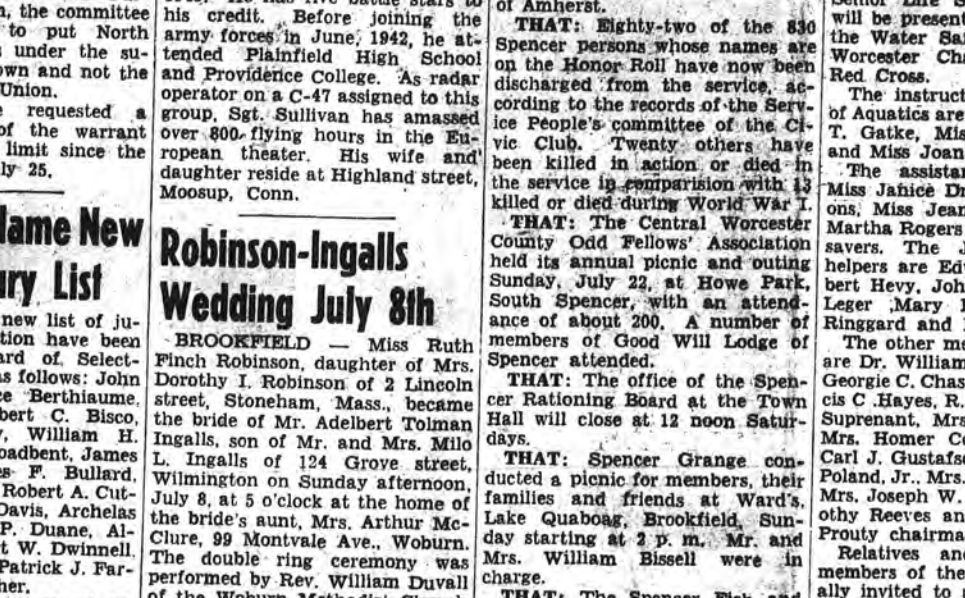 n, the committee
to put North
under the su-
own and not the
Union.
requested a
of the warrant
limit since the
ly 25.
lame New
ury List
new list of ju-
tion have been
ard of Select-
s follows: John
ce Berthiaume,
bert C. Bisco,
William H.
oadbent, James
es F. Bullard,
Robert A. Cut-
Davis, Archelas
P. Duane, Al-
t W. Dwinnell,
Patrick J. Far-
her.
his credit. Before joining the
army forces in June, 1942, he at-
tended Plainfield High School
and Providence College. As radar
operator on a C-47 assigned to this
group, Sgt. Sullivan has amassed
over 800 flying hours in the Eu-
ropean theater. His wife and
daughter reside at Highland street,
Moosup, Conn.
Robinson-Ingalls
Wedding July 8th
BROOKFIELD — Miss Ruth
Finch Robinson, daughter of Mrs.
Dorothy I. Robinson of 2 Lincoln
street, Stoneham, Mass., became
the bride of Mr. Adelbert Tolman
Ingalls, son of Mr. and Mrs. Milo
L. Ingalls of 124 Grove street,
Wilmington on Sunday afternoon,
July 8, at 5 o'clock at the home of
the bride's aunt, Mrs. Arthur Mc-
Clure, 99 Montvale Ave., Woburn.
The double ring ceremony was
performed by Rev. William Duvall
of the Woburn Methodist
of Amherst.
THAT: Eighty-two of the 830
Spencer persons whose names are
on the Honor Roll have now been
discharged from the service, ac-
cording to the records of the Serv-
ice People's committee of the Ci-
vic Club. Twenty others have
been killed in action or died in
the service in comparision with 13
killed or died during World War I.
THAT: The Central Worcester
County Odd Fellows' Association
held its annual picnic and outing
Sunday, July 22, at Howe Park,
South Spencer, with an attend-
ance of about 200. A number of
members of Good Will Lodge of
Spencer attended.
THAT: The office of the Spen-
cer Rationing Board at the Town
Hall will close at 12 noon Satur-
days.
THAT: Spencer Grange con-
ducted a picnic for members, their
families and friends at Ward's,
Lake Quaboag, Brookfield, Sun-
day starting at 2 p. m. Mr. and
Mrs. William Bissell were in
charge.
THAT: The Spencer Fish and
will be present
the Water Sa
Worcester Cha
Red Cross.
The instruct
of Aquatics are
T. Gatke, Mis
and Miss Joan
The assistan
Miss Janice Dr
ons, Miss Jean
Martha Rogers
savers. The J
helpers are Ed
bert Hevy, Joh
Leger ,Mary
Ringgard and
The other me
are Dr. William
Georgie C. Chas
cis C .Hayes, R.
Suprenant, Mrs
Mrs. Homer Co
Carl J. Gustafs
Poland, Jr., Mrs.
Mrs. Joseph W.
othy Reeves an
Prouty chairma
Relatives and
members of the
ally invited to